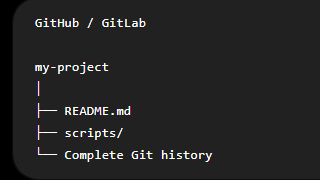 GitHub / GitLab
my-project
│
├── README.md
├── scripts/
└── Complete Git history